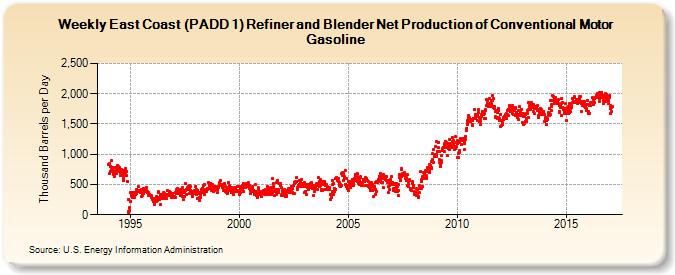 Weekly East Coast (PADD 1) Refiner and Blender Net Production of Conventional Motor
Gasoline
Thousand Barrels per Day
2,500
2,000
1,500
1,000
500
0
1995
2000
2005
2010
2015
Source: U.S. Energy Information Administration